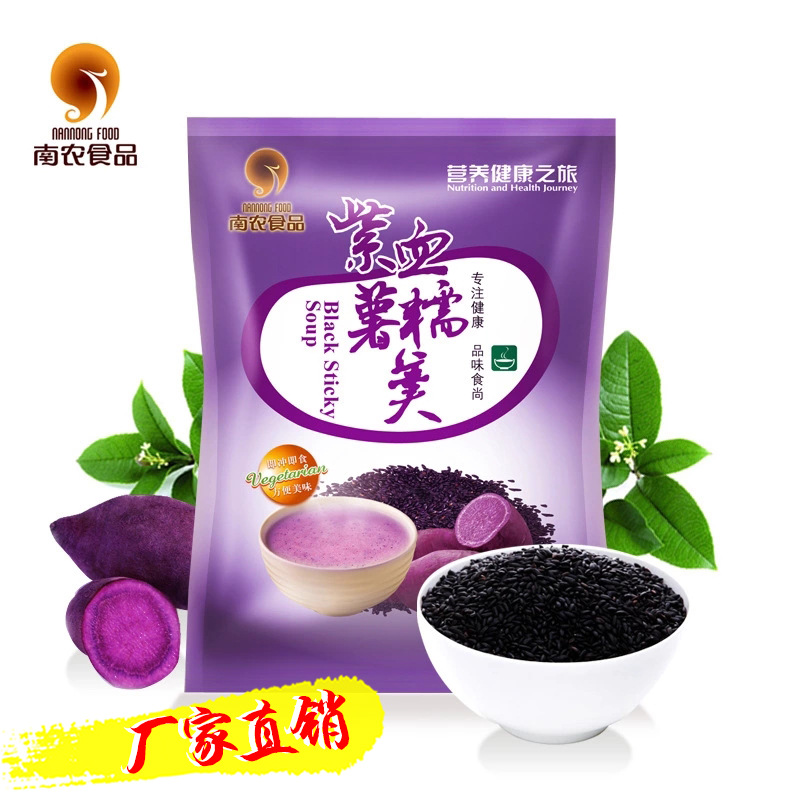 NANNONG FOOD
南农食品
NANNONG FOOD
南农食品
营养健康之旅
Nutrition and Health Journey
紫血
薯糯
羹
Black Sticky
Soup
专注健康 品味食尚
即冲即食
Vegetarian
方便美味
厂家直销